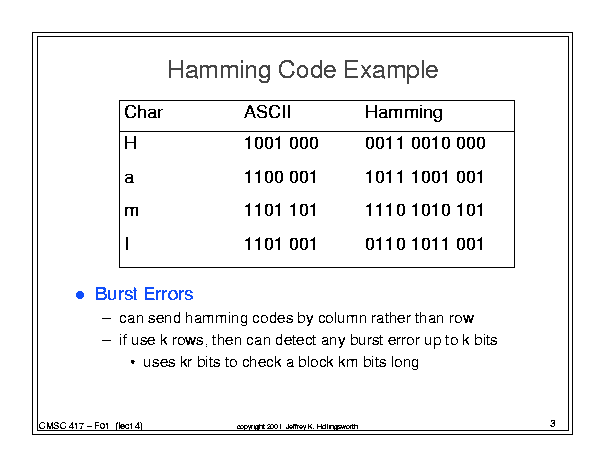 Hamming Code Example
Char ASCII Hamming
H 1001 000 0011 0010 000
a 1100 001 1011 1001 001
m 1101 101 1110 1010 101
I 1101 001 0110 1011 001
● Burst Errors
– can send hamming codes by column rather than row
– if use k rows, then can detect any burst error up to k bits
• uses kr bits to check a block km bits long
CMSC 417 – F01 (lect 4)
copyright 2001 Jeffrey K. Hollingsworth
3